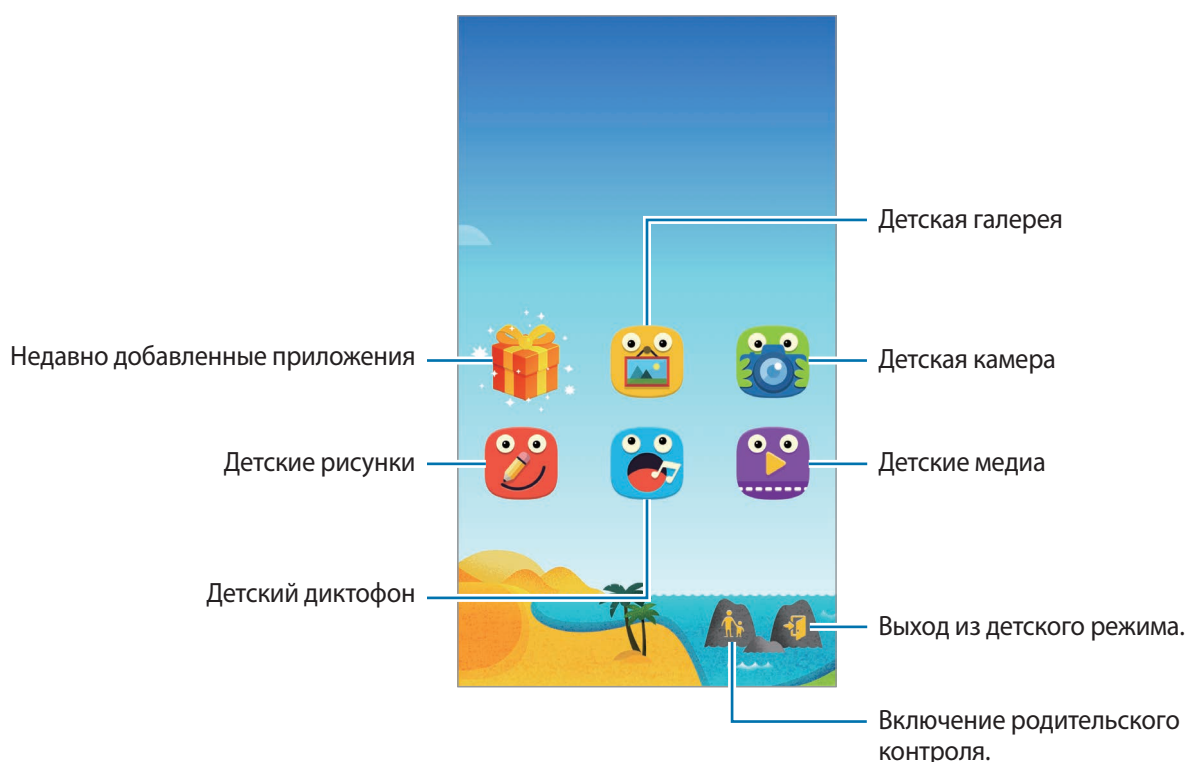 Детская галерея
Недавно добавленные приложения
Детская камера
Детские рисунки
Детские медиа
Детский диктофон
Выход из детского режима.
Включение родительского
контроля.